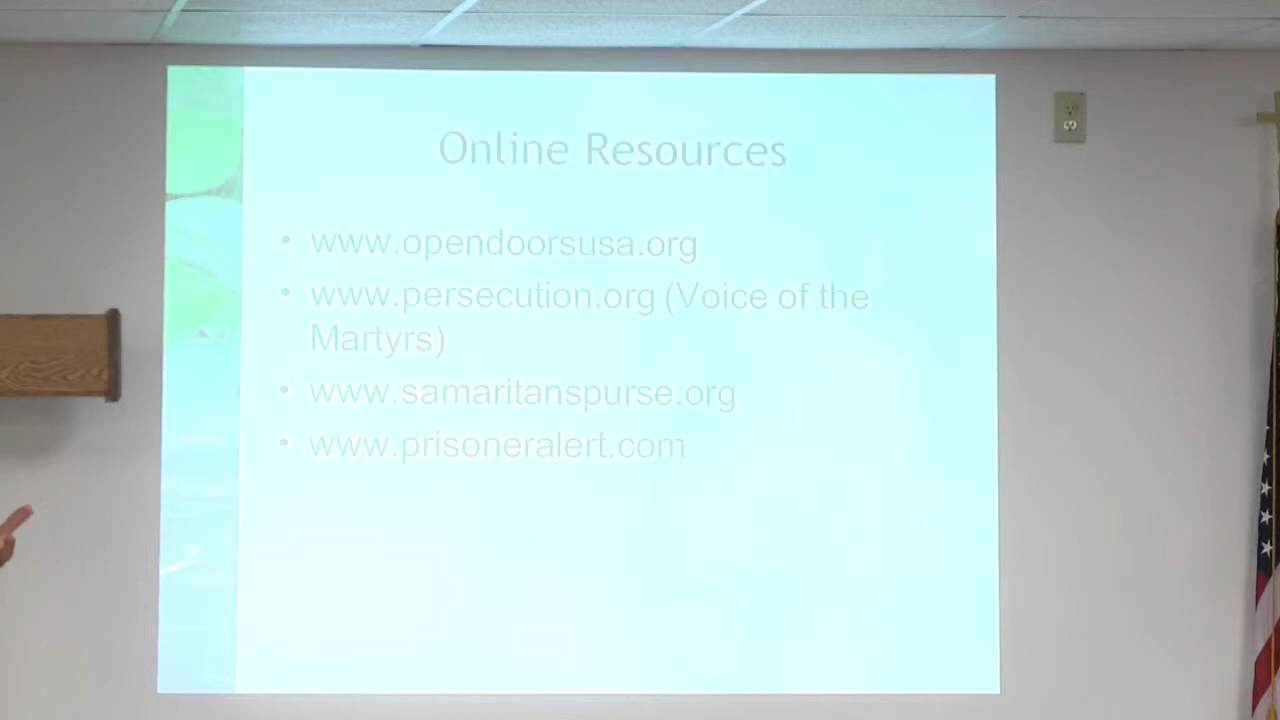 Online Resources
• www.opendoorsusa.org
• www.persecution.org (Voice of the
Martyrs)
• www.samaritanspurse.org
• www.prisoneralert.com